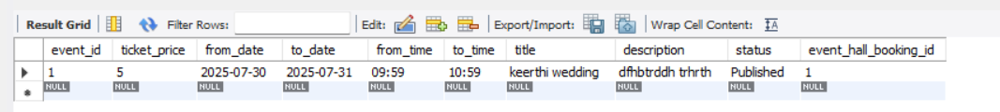 Result Grid Filter Rows: Edit: Export/Import: Wrap Cell Content:
event_id ticket_price from_date to_date from_time to_time title description status event_hall_booking_id
1 5 2025-07-30 2025-07-31 09:59 10:59 keerthi wedding dfhbtrddh trhrth Published 1
NULL NULL NULL NULL NULL NULL NULL NULL NULL NULL